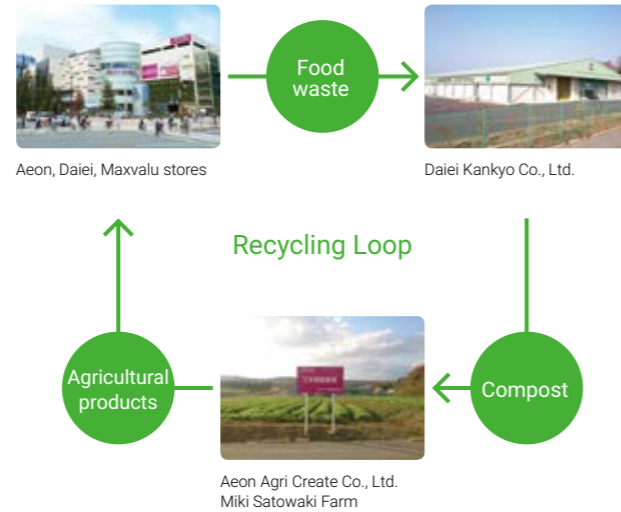 Food
waste
Aeon, Daiei, Maxvalu stores
Daiei Kankyo Co., Ltd.
Recycling Loop
Agricultural
products
Compost
Aeon Agri Create Co., Ltd.
Miki Satowaki Farm